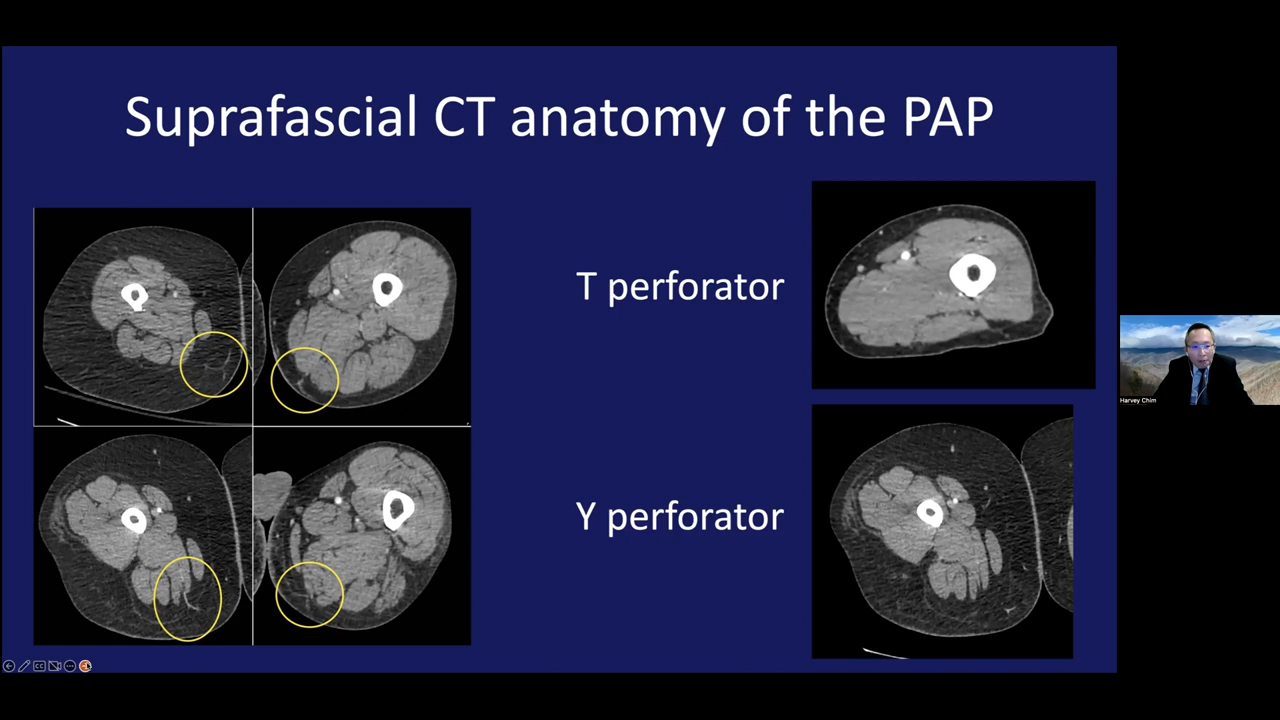 Suprafascial CT anatomy of the PAP
T perforator
Y perforator
Harvey Chim